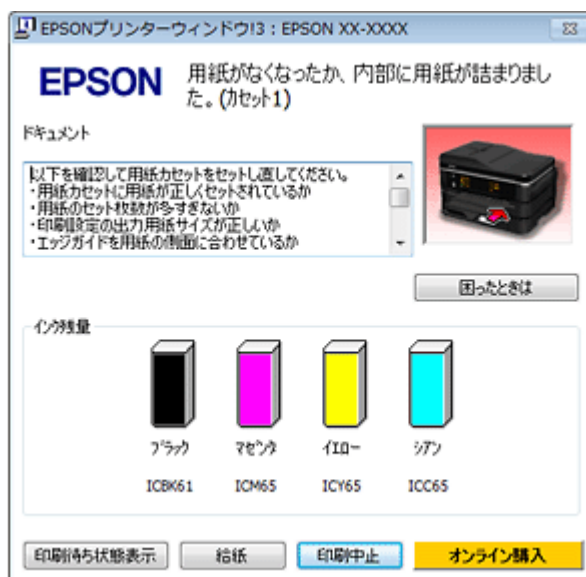 EPSONプリンターウィンドウ!3 : EPSON XX-XXXX
EPSON
用紙がなくなったか、内部に用紙が詰まりまし
た。(カセット1)
ドキュメント
以下を確認して用紙カセットをセットし直してください。
・用紙カセットに用紙が正しくセットされているか
・用紙のセット枚数が多すぎないか
・印刷設定の出力用紙サイズが正しいか
・エッジガイドを用紙の側面に合わせているか
困ったときは
インク残量
ブラック マゼンタ イエロー シアン
ICBK61 ICM65 ICY65 ICC65
印刷待ち状態表示 給紙 印刷中止 オンライン購入